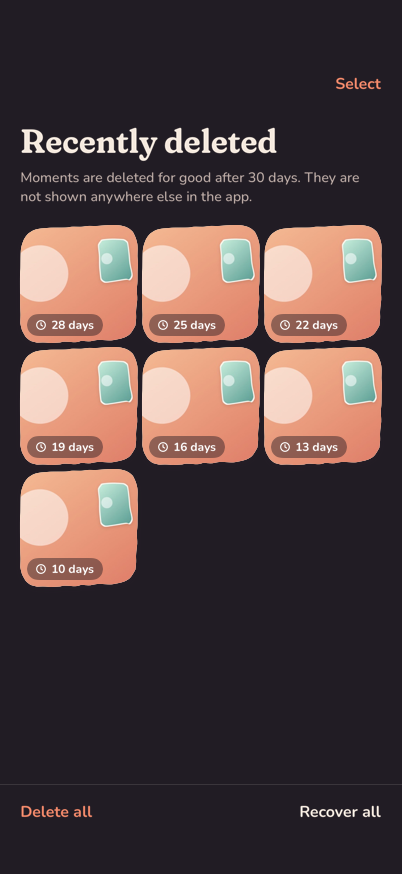 Select
Recently deleted
Moments are deleted for good after 30 days. They are
not shown anywhere else in the app.
28 days
25 days
22 days
19 days
16 days
13 days
10 days
Delete all
Recover all